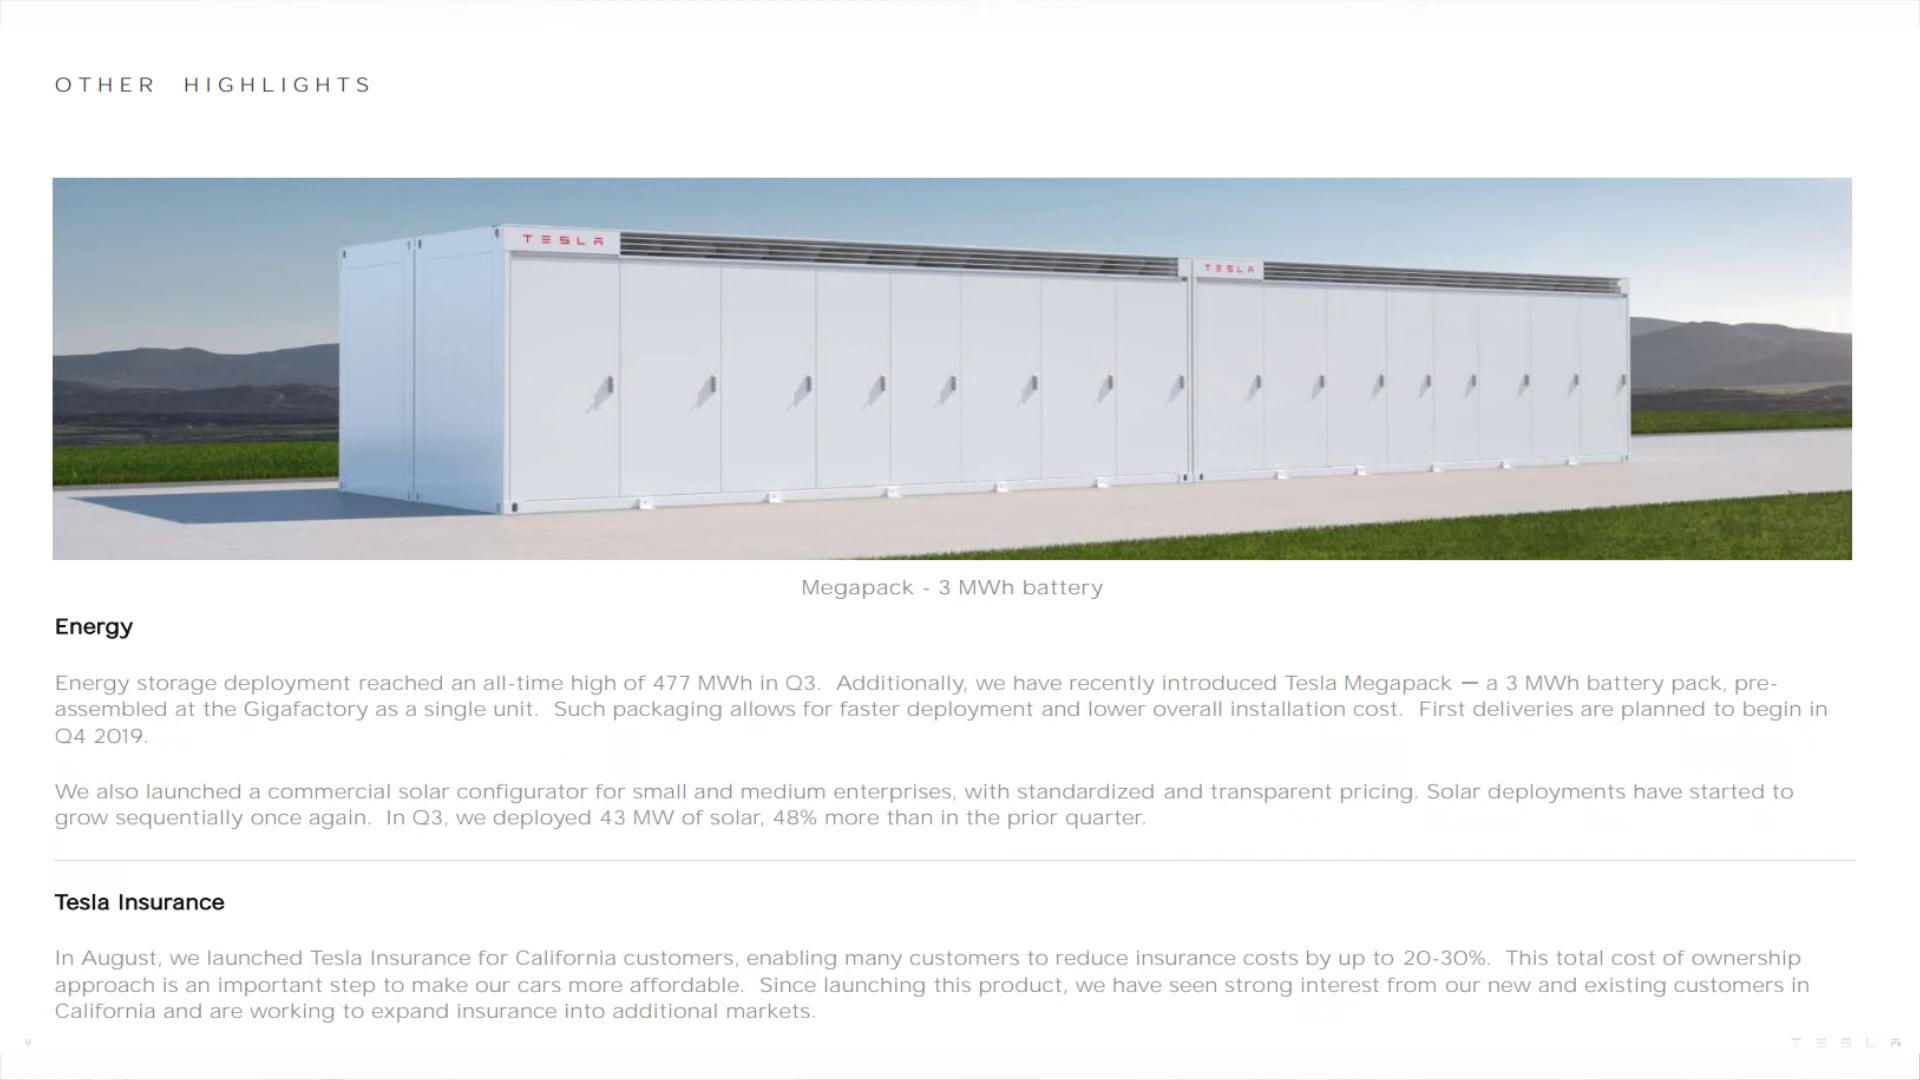 OTHER HIGHLIGHTS
TESLA
TESLA
Megapack - 3 MWh battery
Energy
Energy storage deployment reached an all-time high of 477 MWh in Q3. Additionally, we have recently introduced Tesla Megapack — a 3 MWh battery pack, pre-
assembled at the Gigafactory as a single unit. Such packaging allows for faster deployment and lower overall installation cost. First deliveries are planned to begin in
Q4 2019.
We also launched a commercial solar configurator for small and medium enterprises, with standardized and transparent pricing. Solar deployments have started to
grow sequentially once again. In Q3, we deployed 43 MW of solar, 48% more than in the prior quarter.
Tesla Insurance
In August, we launched Tesla Insurance for California customers, enabling many customers to reduce insurance costs by up to 20-30%. This total cost of ownership
approach is an important step to make our cars more affordable. Since launching this product, we have seen strong interest from our new and existing customers in
California and are working to expand insurance into additional markets.
9
TESLA